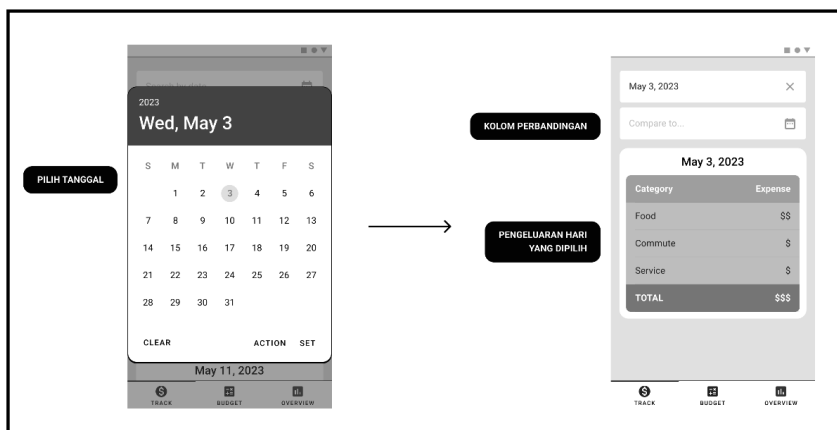 Search by date
2023
Wed, May 3
S M T W T F S
1 2 3 4 5 6
7 8 9 10 11 12 13
14 15 16 17 18 19 20
21 22 23 24 25 26 27
28 29 30 31
CLEAR ACTION SET
May 11, 2023
TRACK BUDGET OVERVIEW
PILIH TANGGAL
KOLOM PERBANDINGAN
PENGELUARAN HARI
YANG DIPILIH
May 3, 2023
Compare to...
May 3, 2023
Category Expense
Food $$
Commute $
Service $
TOTAL $$$
TRACK BUDGET OVERVIEW